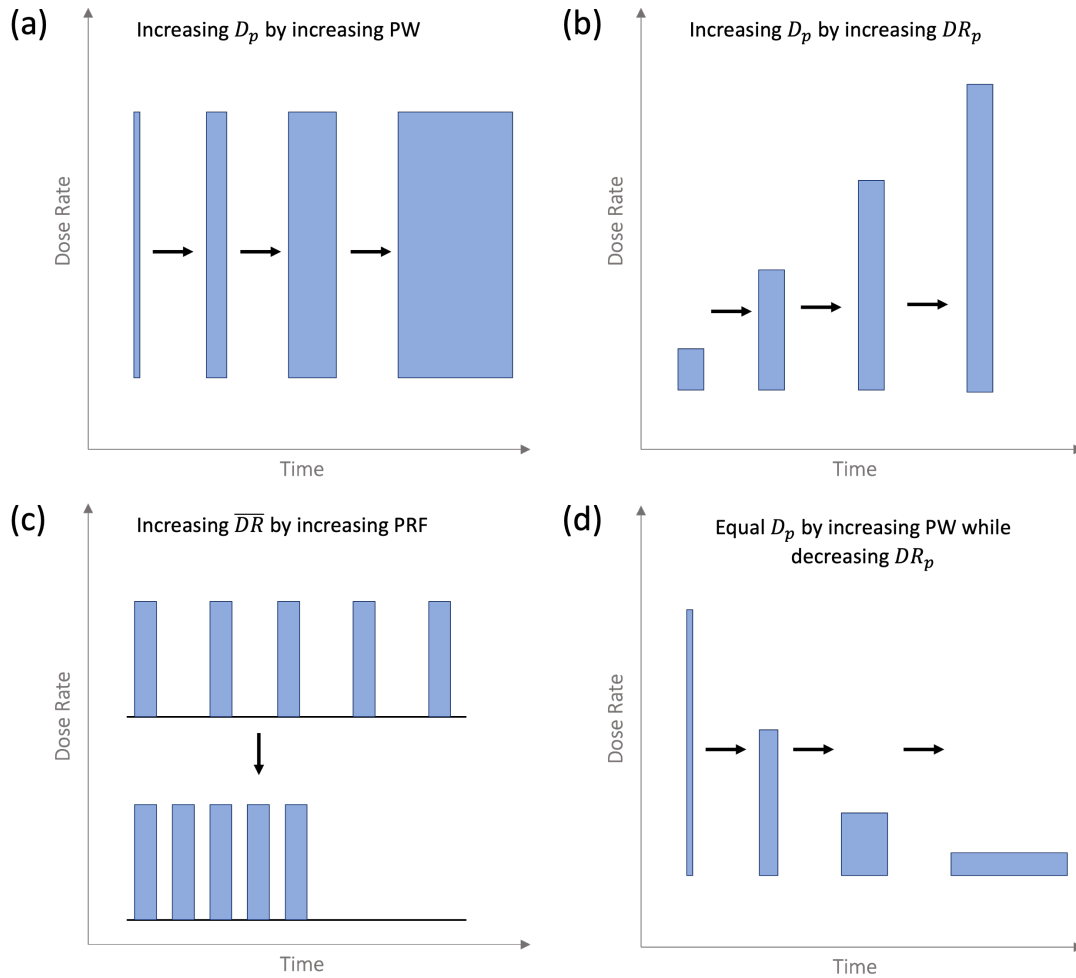 (a)
Increasing $D_p$ by increasing PW
Dose Rate
Time
(b)
Increasing $D_p$ by increasing $DR_p$
Dose Rate
Time
(c)
Increasing $\overline{DR}$ by increasing PRF
Dose Rate
Time
(d)
Equal $D_p$ by increasing PW while
decreasing $DR_p$
Dose Rate
Time